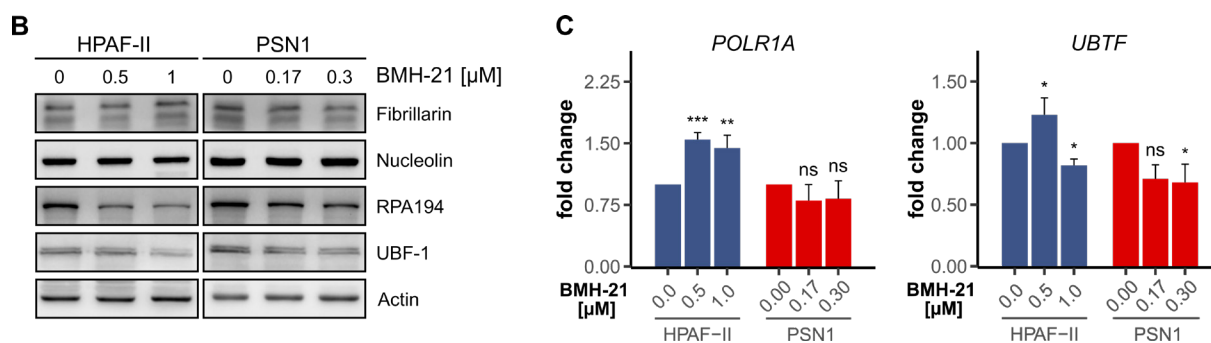 B
HPAF-II PSN1
0 0.5 1 0 0.17 0.3 BMH-21 [µM]
Fibrillarin
Nucleolin
RPA194
UBF-1
Actin
C
POLR1A
fold change
2.25
1.50
0.75
0.00
*** ** ns ns
BMH-21
[µM]
0.0 0.5 1.0 0.00 0.17 0.30
HPAF−II PSN1
UBTF
fold change
1.50
1.00
0.50
0.00
* * ns *
BMH-21
[µM]
0.0 0.5 1.0 0.00 0.17 0.30
HPAF−II PSN1